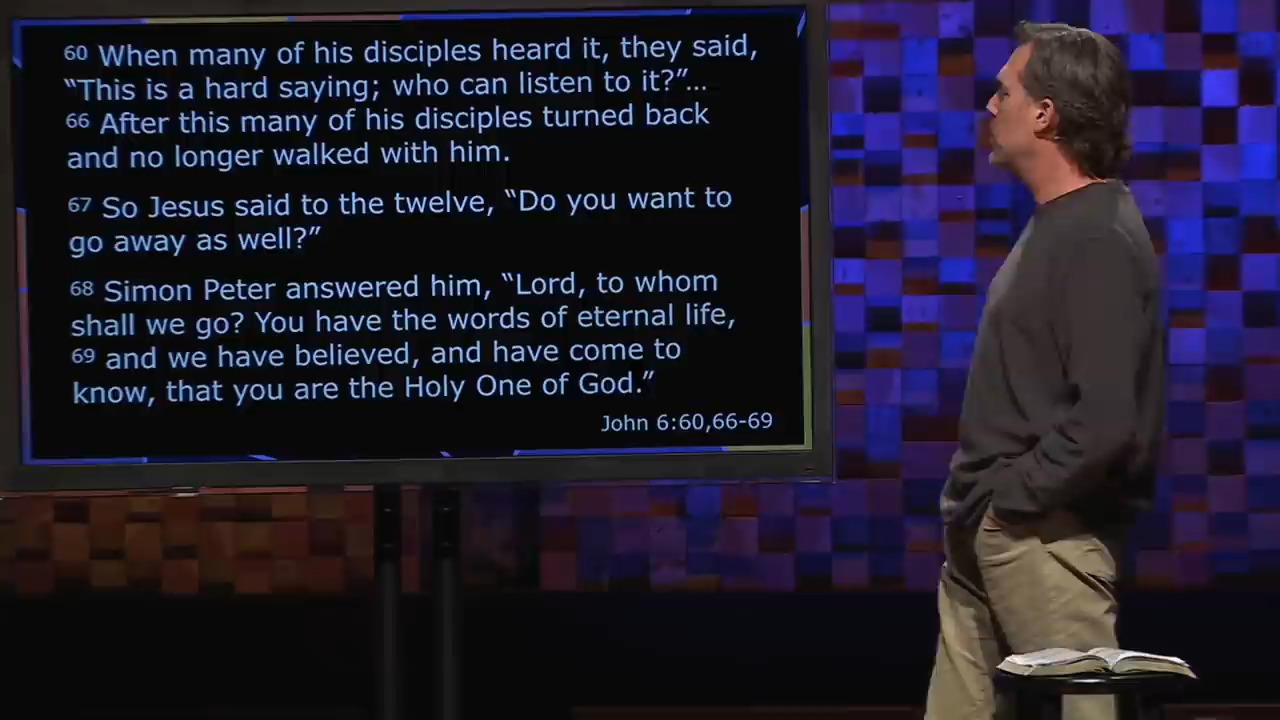 60 When many of his disciples heard it, they said,
“This is a hard saying; who can listen to it?”...
66 After this many of his disciples turned back
and no longer walked with him.
67 So Jesus said to the twelve, “Do you want to
go away as well?”
68 Simon Peter answered him, “Lord, to whom
shall we go? You have the words of eternal life,
69 and we have believed, and have come to
know, that you are the Holy One of God.”
John 6:60,66-69